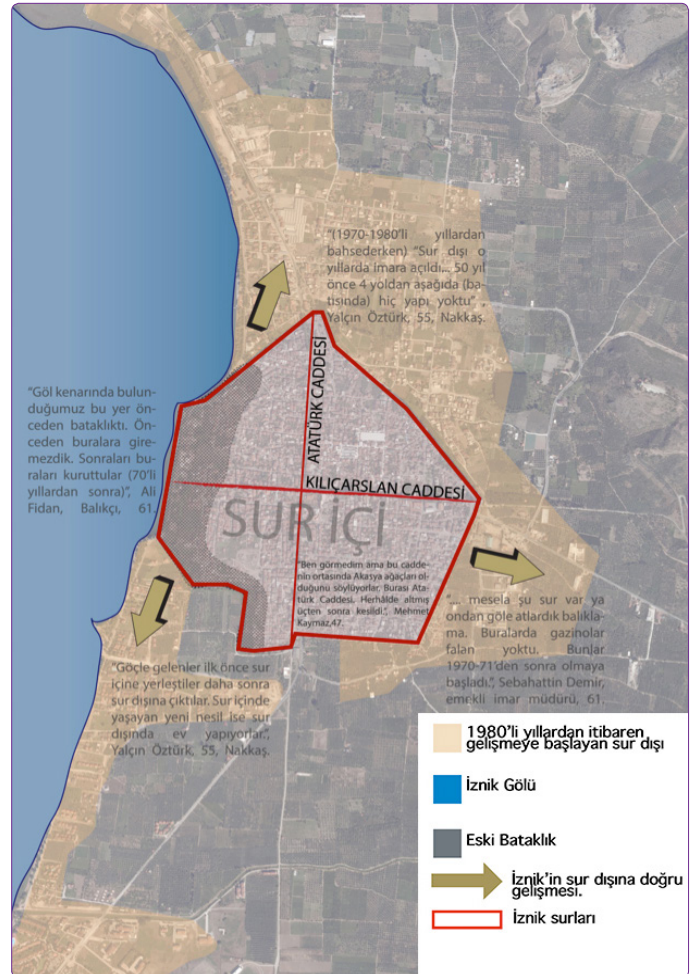 "(1970-1980'li yıllardan
bahsederken) "Sur dışı o
yıllarda imara açıldı... 50 yıl
önce 4 yoldan aşağıda (ba-
tısında) hiç yapı yoktu" ,
Yalçın Öztürk, 55, Nakkaş.
ATATÜRK CADDESİ
"Göl kenarında bulun-
duğumuz bu yer ön-
ceden bataklıktı. Ön-
ceden buralara gire-
mezdik. Sonraları bu-
raları kuruttular (70'li
yıllardan sonra)", Ali
Fidan, Balıkçı, 61.
KILIÇARSLAN CADDESİ
SUR İÇİ
"Ben görmedim ama bu cadde-
nin ortasında Akasya ağaçları ol-
duğunu söylüyorlar. Burası Ata-
türk Caddesi. Herhâlde altmış
üçten sonra kesildi.", Mehmet
Kaymaz,47.
".... mesela şu sur var ya
ondan göle atlardık balıkla-
ma. Buralarda gazinolar
falan yoktu. Bunlar
1970-71'den sonra olmaya
başladı.", Sebahattin Demir,
emekli imar müdürü, 61.
"Göçle gelenler ilk önce sur
içine yerleştiler daha sonra
sur dışına çıktılar. Sur içinde
yaşayan yeni nesil ise sur
dışında ev yapıyorlar.",
Yalçın Öztürk, 55, Nakkaş.
1980'li yıllardan itibaren
gelişmeye başlayan sur dışı
İznik Gölü
Eski Bataklık
İznik'in sur dışına doğru
gelişmesi.
İznik surları